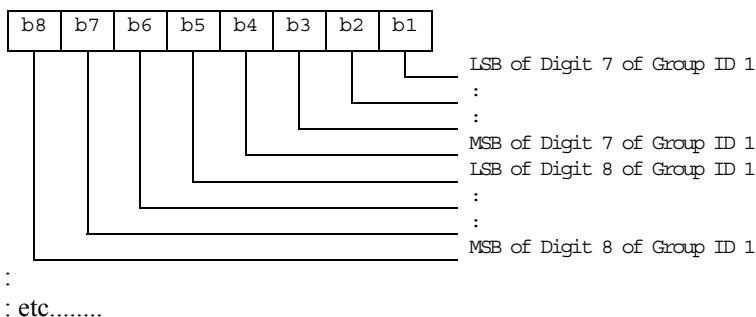 b8 b7 b6 b5 b4 b3 b2 b1
LSB of Digit 7 of Group ID 1
:
:
MSB of Digit 7 of Group ID 1
LSB of Digit 8 of Group ID 1
:
:
MSB of Digit 8 of Group ID 1
:
: etc........